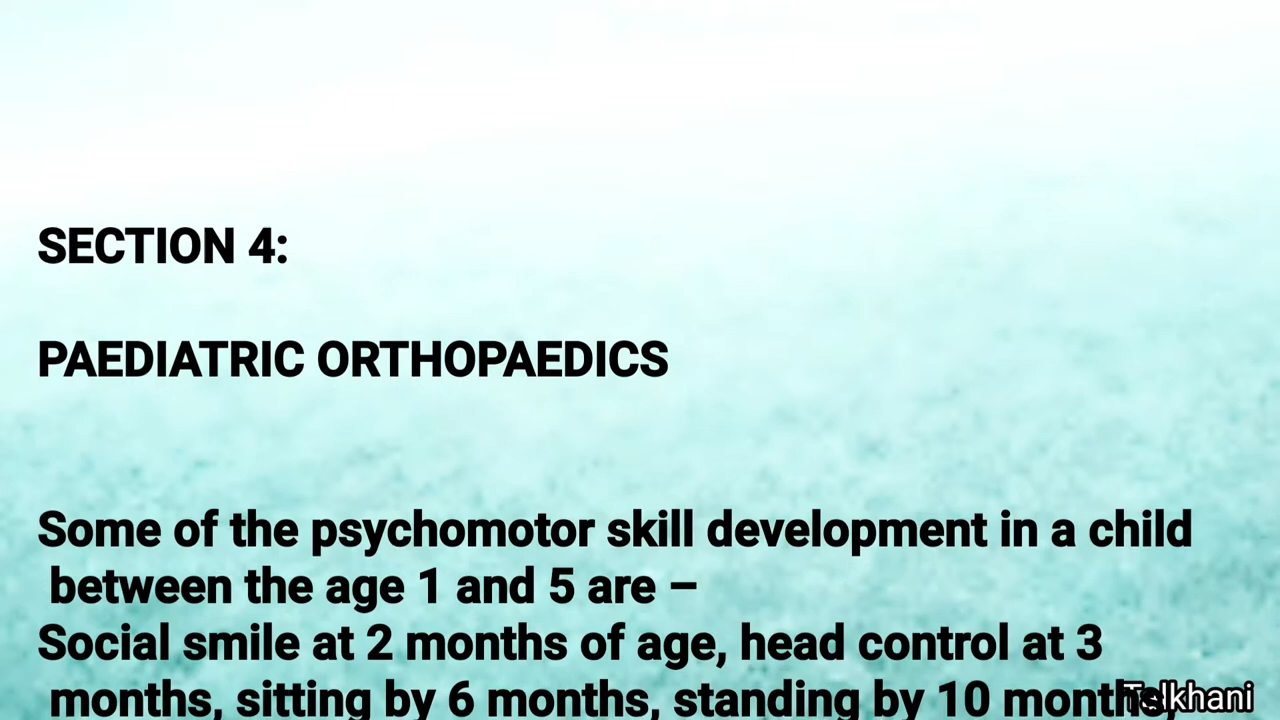 SECTION 4:
PAEDIATRIC ORTHOPAEDICS
Some of the psychomotor skill development in a child
between the age 1 and 5 are –
Social smile at 2 months of age, head control at 3
months, sitting by 6 months, standing by 10 months
Telkhani